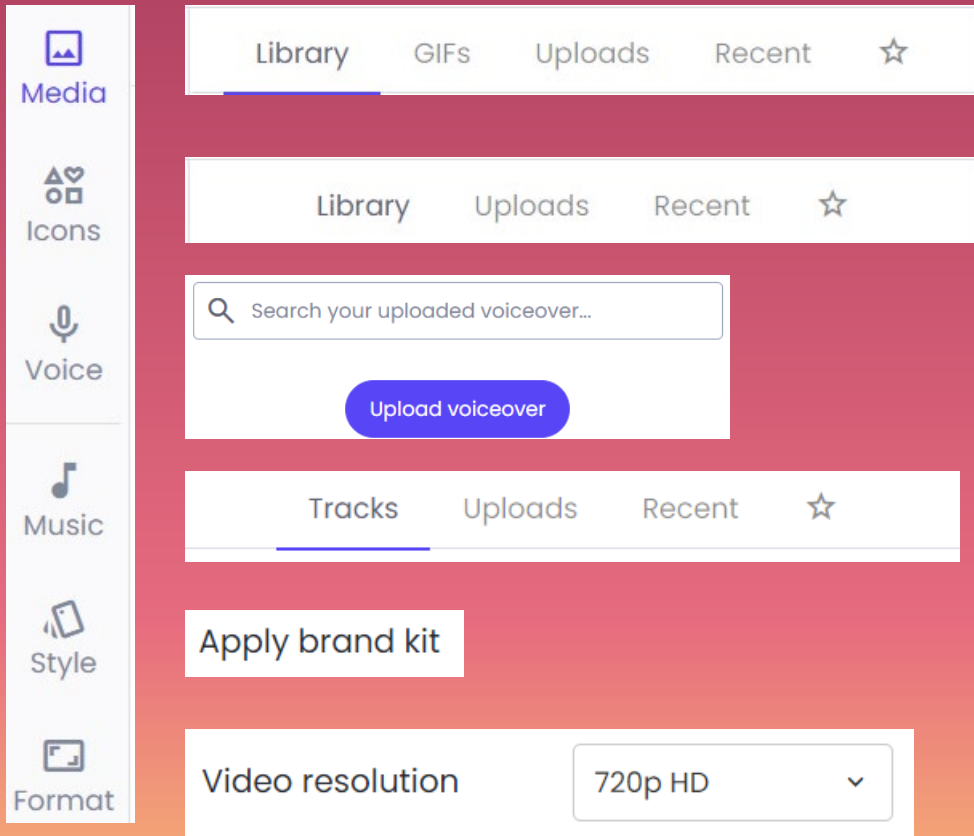 Media
Library GIFs Uploads Recent
Icons
Library Uploads Recent
Voice
Search your uploaded voiceover...
Upload voiceover
Music
Tracks Uploads Recent
Style
Apply brand kit
Format
Video resolution 720p HD